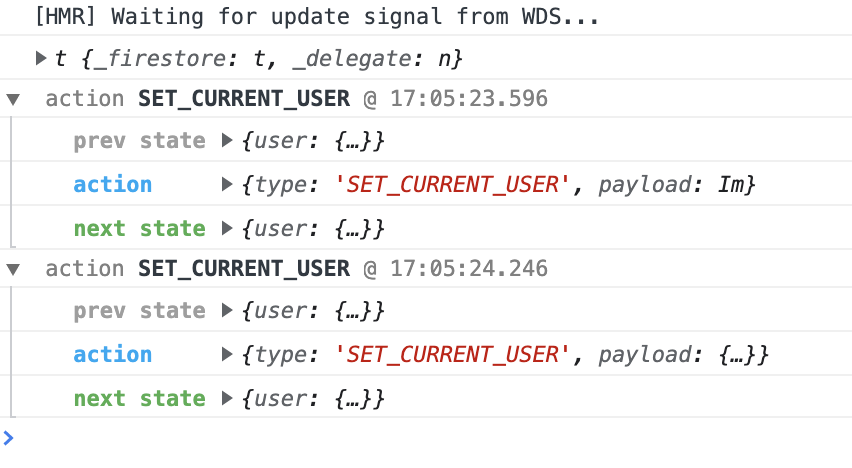 [HMR] Waiting for update signal from WDS...
▶ t {_firestore: t, _delegate: n}
▼ action SET_CURRENT_USER @ 17:05:23.596
prev state ▶ {user: {…}}
action ▶ {type: 'SET_CURRENT_USER', payload: Im}
next state ▶ {user: {…}}
▼ action SET_CURRENT_USER @ 17:05:24.246
prev state ▶ {user: {…}}
action ▶ {type: 'SET_CURRENT_USER', payload: {…}}
next state ▶ {user: {…}}
>